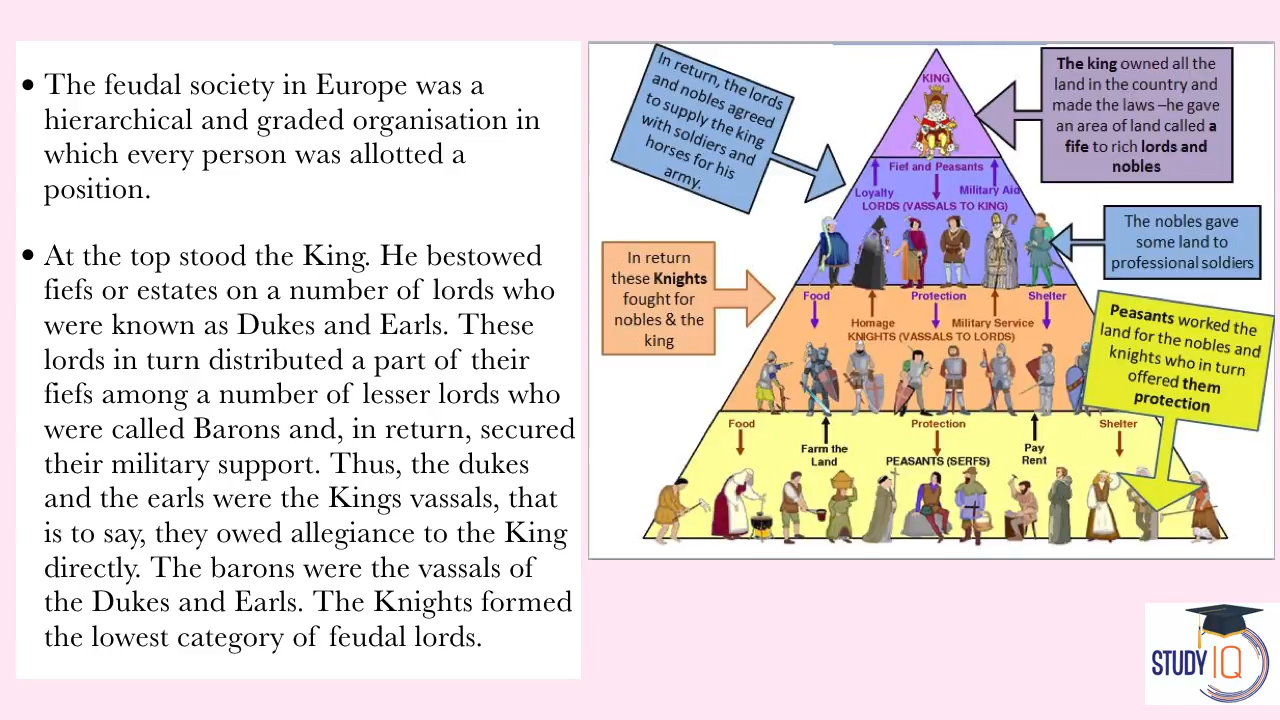 • The feudal society in Europe was a
hierarchical and graded organisation in
which every person was allotted a
position.
• At the top stood the King. He bestowed
fiefs or estates on a number of lords who
were known as Dukes and Earls. These
lords in turn distributed a part of their
fiefs among a number of lesser lords who
were called Barons and, in return, secured
their military support. Thus, the dukes
and the earls were the Kings vassals, that
is to say, they owed allegiance to the King
directly. The barons were the vassals of
the Dukes and Earls. The Knights formed
the lowest category of feudal lords.
In return, the lords
and nobles agreed
to supply the king
with soldiers and
horses for his
army.
KING
The king owned all the
land in the country and
made the laws –he gave
an area of land called a
fife to rich lords and
nobles
Fief and Peasants
Loyalty
Military Aid
LORDS (VASSALS TO KING)
The nobles gave
some land to
professional soldiers
In return
these Knights
fought for
nobles & the
king
Food
Protection
Shelter
Homage
Military Service
KNIGHTS (VASSALS TO LORDS)
Peasants worked the
land for the nobles and
knights who in turn
offered them
protection
Food
Protection
Shelter
Farm the
Land
PEASANTS (SERFS)
Pay
Rent
STUDY IQ